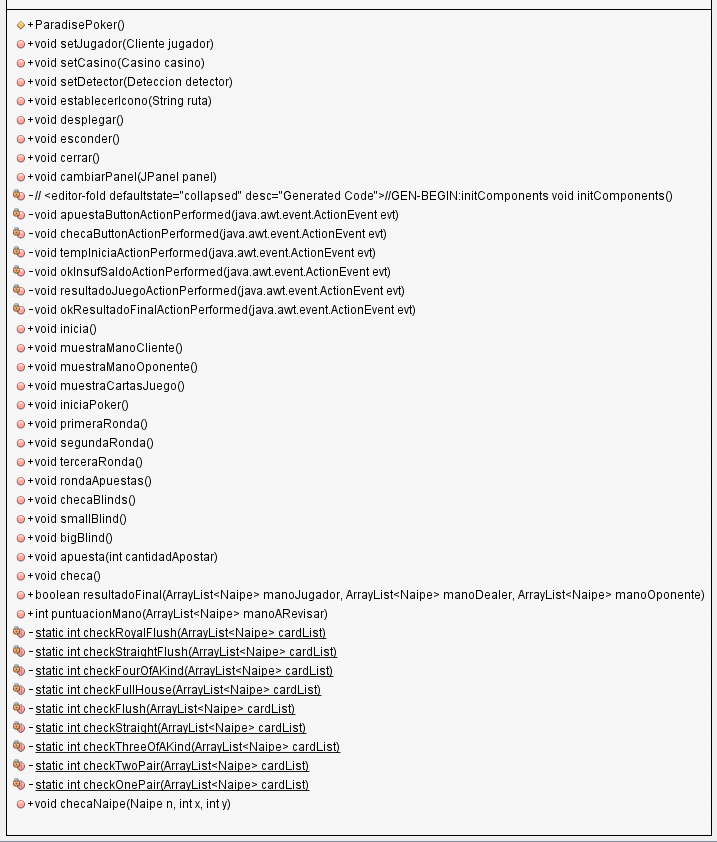 +ParadisePoker()
+void setJugador(Cliente jugador)
+void setCasino(Casino casino)
+void setDetector(Deteccion detector)
+void establecerIcono(String ruta)
+void desplegar()
+void esconder()
+void cerrar()
+void cambiarPanel(JPanel panel)
-// <editor-fold defaultstate="collapsed" desc="Generated Code">//GEN-BEGIN:initComponents void initComponents()
-void apuestaButtonActionPerformed(java.awt.event.ActionEvent evt)
-void checaButtonActionPerformed(java.awt.event.ActionEvent evt)
-void tempIniciaActionPerformed(java.awt.event.ActionEvent evt)
-void okInsufSaldoActionPerformed(java.awt.event.ActionEvent evt)
-void resultadoJuegoActionPerformed(java.awt.event.ActionEvent evt)
-void okResultadoFinalActionPerformed(java.awt.event.ActionEvent evt)
+void inicia()
+void muestraManoCliente()
+void muestraManoOponente()
+void muestraCartasJuego()
+void iniciaPoker()
+void primeraRonda()
+void segundaRonda()
+void terceraRonda()
+void rondaApuestas()
+void checaBlinds()
+void smallBlind()
+void bigBlind()
+void apuesta(int cantidadApostar)
+void checa()
+boolean resultadoFinal(ArrayList<Naipe> manoJugador, ArrayList<Naipe> manoDealer, ArrayList<Naipe> manoOponente)
+int puntuacionMano(ArrayList<Naipe> manoARevisar)
-static int checkRoyalFlush(ArrayList<Naipe> cardList)
-static int checkStraightFlush(ArrayList<Naipe> cardList)
-static int checkFourOfAKind(ArrayList<Naipe> cardList)
-static int checkFullHouse(ArrayList<Naipe> cardList)
-static int checkFlush(ArrayList<Naipe> cardList)
-static int checkStraight(ArrayList<Naipe> cardList)
-static int checkThreeOfAKind(ArrayList<Naipe> cardList)
-static int checkTwoPair(ArrayList<Naipe> cardList)
-static int checkOnePair(ArrayList<Naipe> cardList)
+void checaNaipe(Naipe n, int x, int y)